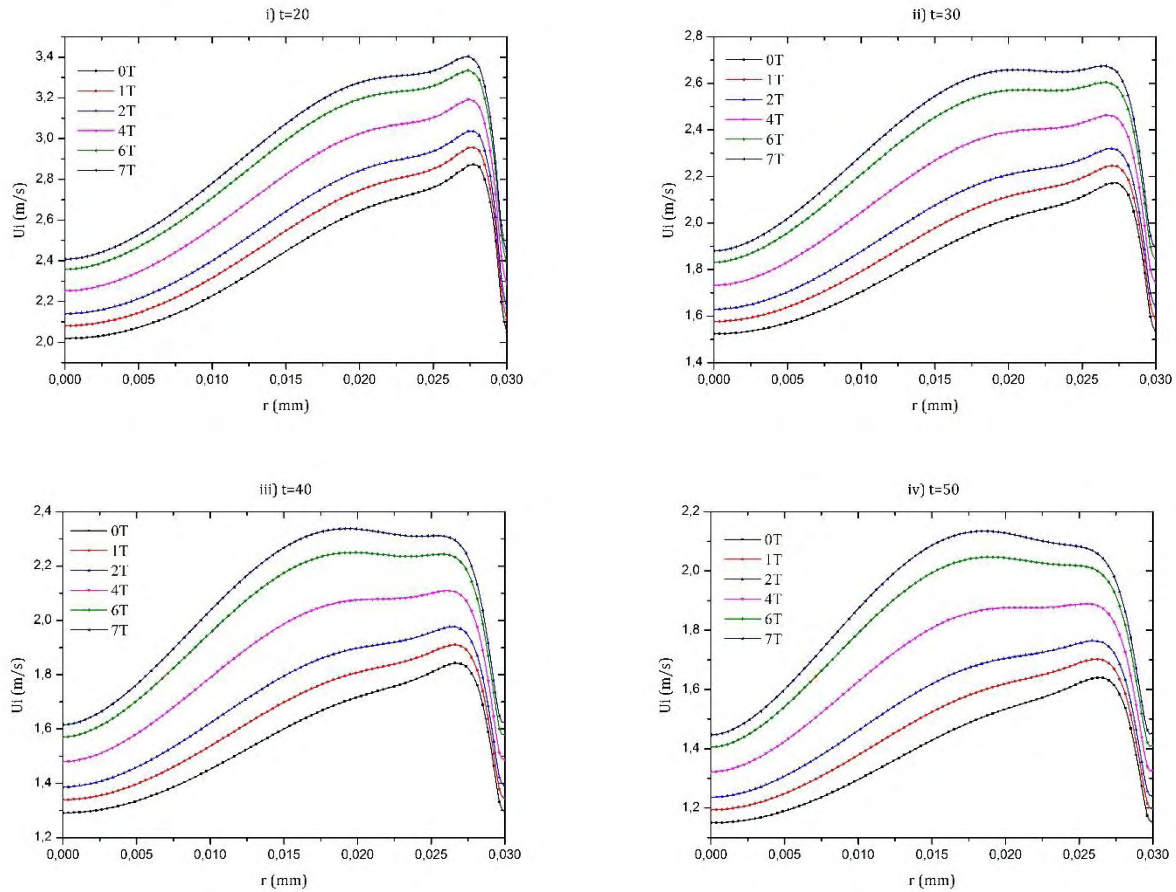 i) t=20
3,4
3,2
3,0
2,8
2,6
2,4
2,2
2,0
Ui (m/s)
0T
1T
2T
4T
6T
7T
0,000 0,005 0,010 0,015 0,020 0,025 0,030
r (mm)
ii) t=30
2,8
2,6
2,4
2,2
2,0
1,8
1,6
1,4
Ui (m/s)
0T
1T
2T
4T
6T
7T
0,000 0,005 0,010 0,015 0,020 0,025 0,030
r (mm)
iii) t=40
2,4
2,2
2,0
1,8
1,6
1,4
1,2
Ui (m/s)
0T
1T
2T
4T
6T
7T
0,000 0,005 0,010 0,015 0,020 0,025 0,030
r (mm)
iv) t=50
2,2
2,0
1,8
1,6
1,4
1,2
Ui (m/s)
0T
1T
2T
4T
6T
7T
0,000 0,005 0,010 0,015 0,020 0,025 0,030
r (mm)